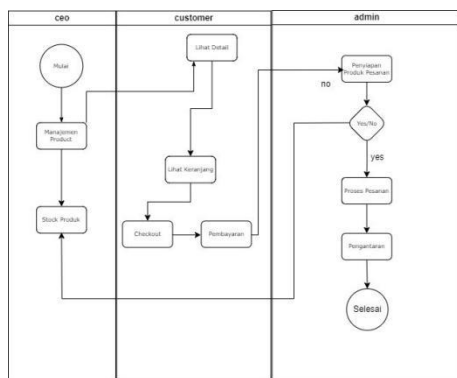 ceo
customer
admin
Mulai
Manajemen
Product
Stock Produk
Lihat Detail
Lihat Keranjang
Checkout
Pembayaran
Penyiapan
Produk Pesanan
no
Yes/No
yes
Proses Pesanan
Pengantaran
Selesai